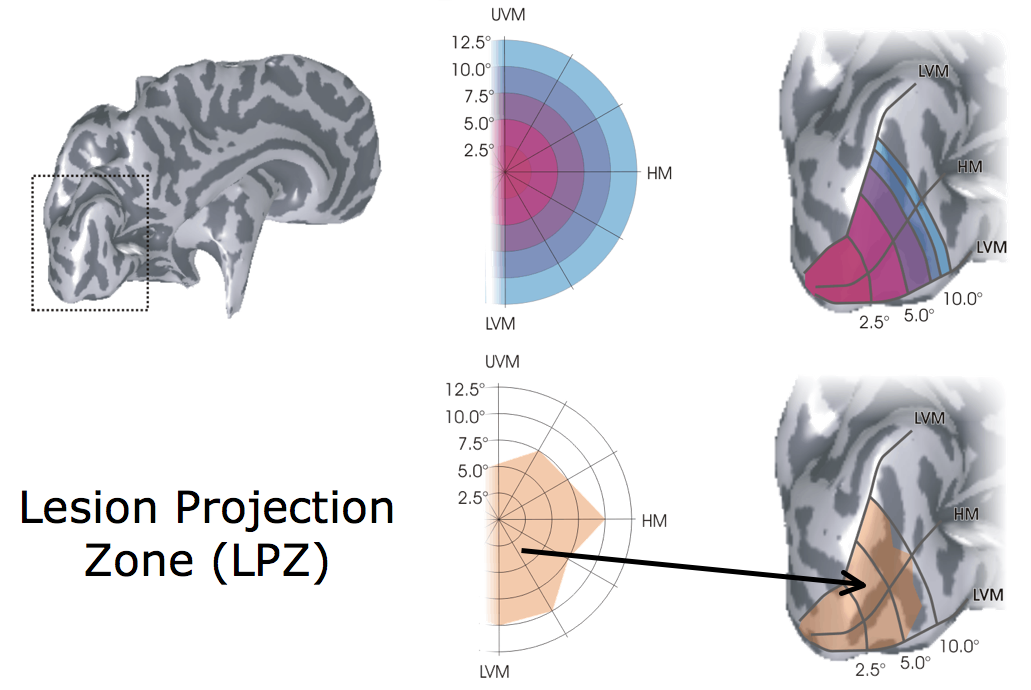 UVM
12.5°
10.0°
7.5°
5.0°
2.5°
HM
LVM
LVM
HM
LVM
10.0°
5.0°
2.5°
UVM
12.5°
10.0°
7.5°
5.0°
2.5°
HM
LVM
Lesion Projection
Zone (LPZ)
LVM
HM
LVM
10.0°
5.0°
2.5°